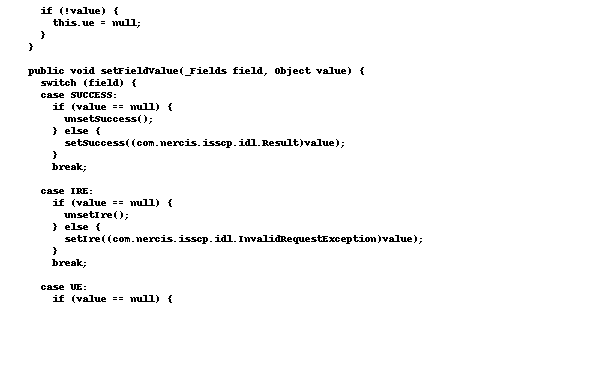 if (!value) {
this.ue = null;
}
}
public void setFieldValue(_Fields field, Object value) {
switch (field) {
case SUCCESS:
if (value == null) {
unsetSuccess();
} else {
setSuccess((com.nercis.isscp.idl.Result)value);
}
break;
case IRE:
if (value == null) {
unsetIre();
} else {
setIre((com.nercis.isscp.idl.InvalidRequestException)value);
}
break;
case UE:
if (value == null) {